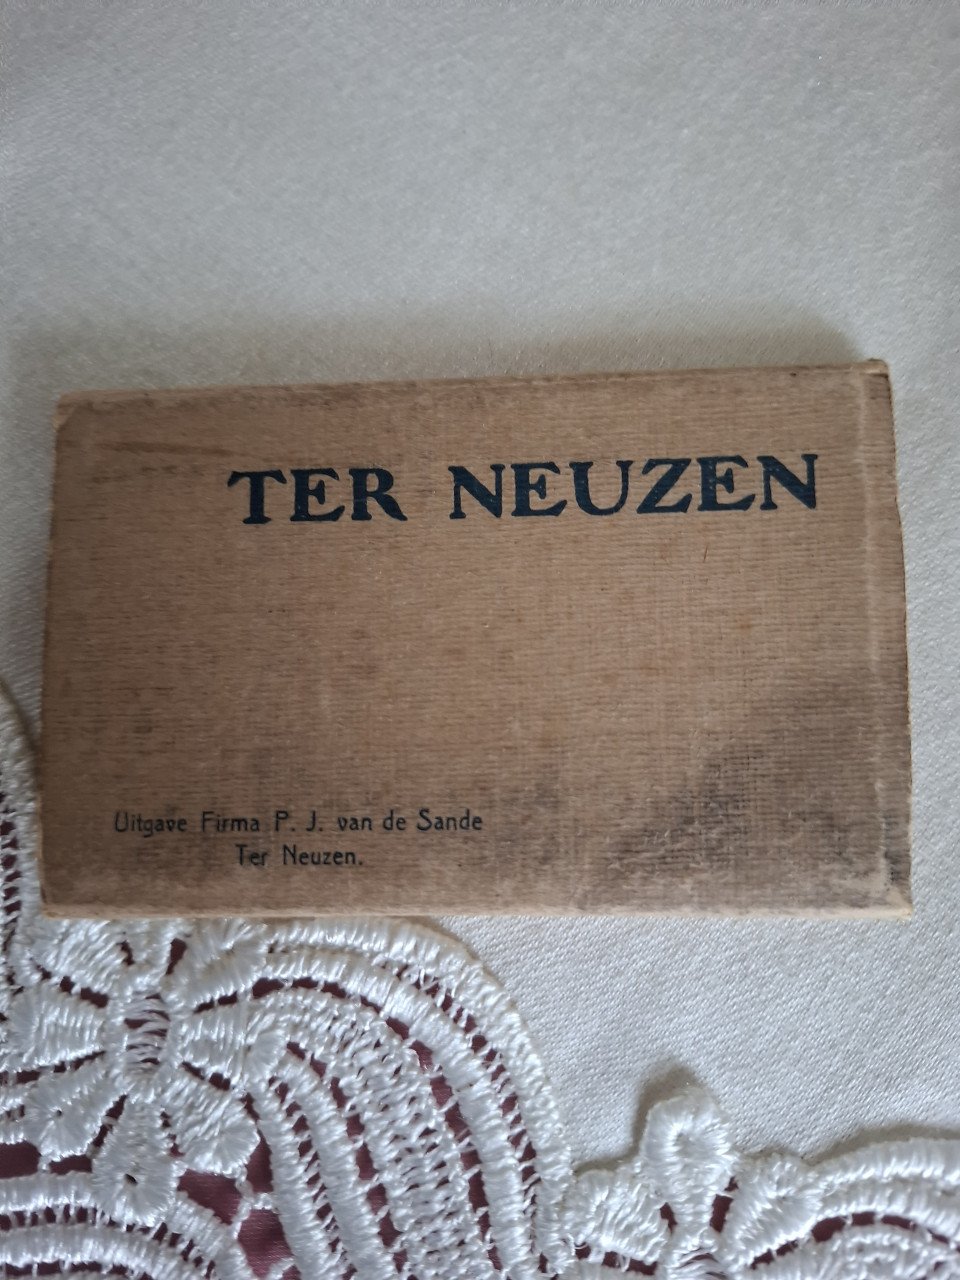 TER NEUZEN
Uitgave Firma P. J. van de Sande
Ter Neuzen.